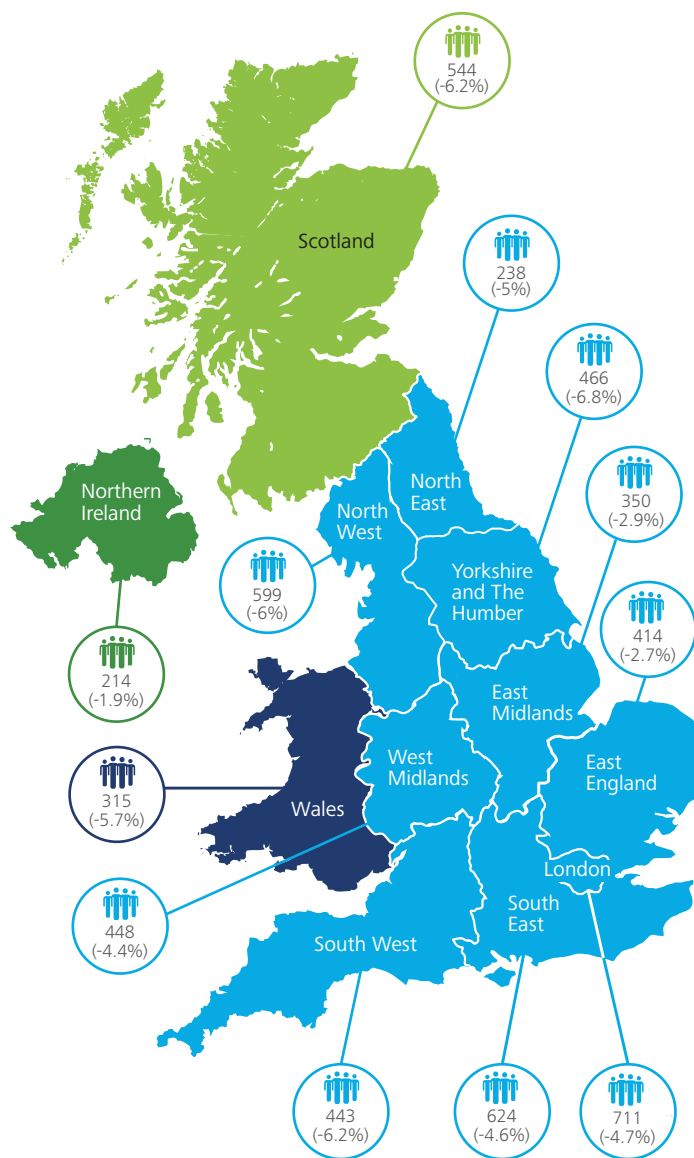 544
(-6.2%)
Scotland
238
(-5%)
466
(-6.8%)
Northern
Ireland
North
East
North
West
350
(-2.9%)
599
(-6%)
Yorkshire
and The
Humber
414
(-2.7%)
214
(-1.9%)
East
Midlands
West
Midlands
East
England
315
(-5.7%)
Wales
London
448
(-4.4%)
South West
South
East
443
(-6.2%)
624
(-4.6%)
711
(-4.7%)